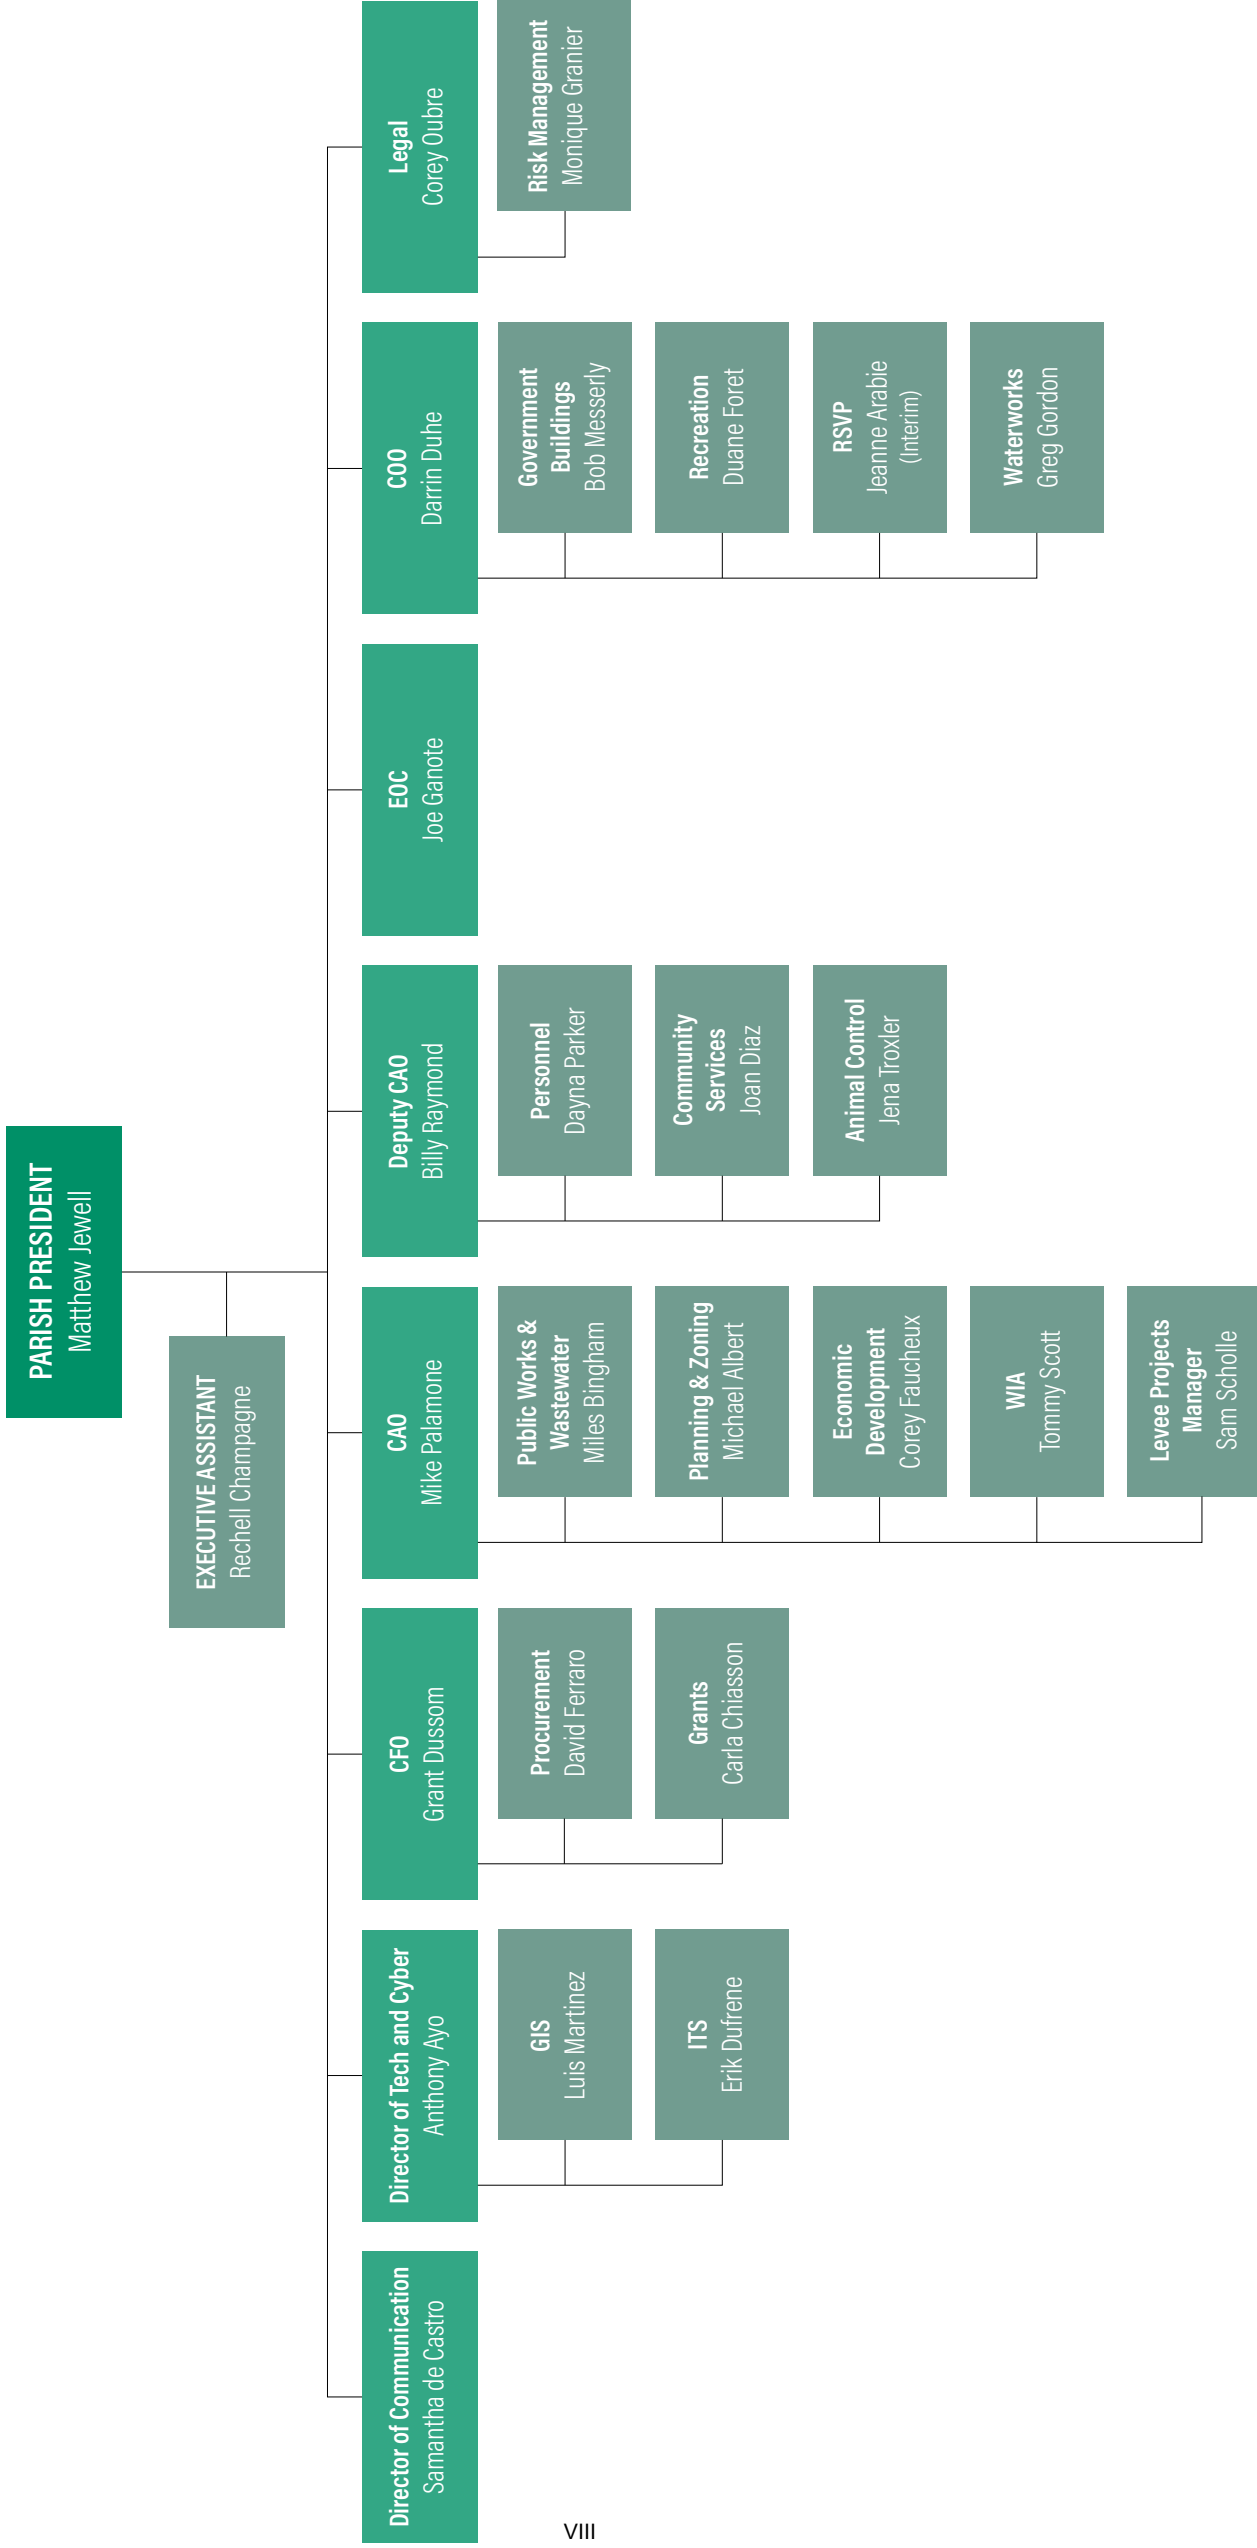 PARISH PRESIDENT
Matthew Jewell
EXECUTIVE ASSISTANT
Rechell Champagne
Director of Communication
Samantha de Castro
Director of Tech and Cyber
Anthony Ayo
GIS
Luis Martinez
ITS
Erik Dufrene
CFO
Grant Dussom
Procurement
David Ferraro
Grants
Carla Chiasson
CAO
Mike Palamone
Public Works &
Wastewater
Miles Bingham
Planning & Zoning
Michael Albert
Economic
Development
Corey Faucheux
WIA
Tommy Scott
Levee Projects
Manager
Sam Scholle
Deputy CAO
Billy Raymond
Personnel
Dayna Parker
Community
Services
Joan Diaz
Animal Control
Jena Troxler
EOC
Joe Ganote
COO
Darrin Duhe
Government
Buildings
Bob Messerly
Recreation
Duane Foret
RSVP
Jeanne Arabie
(Interim)
Waterworks
Greg Gordon
Legal
Corey Oubre
Risk Management
Monique Granier
VIII